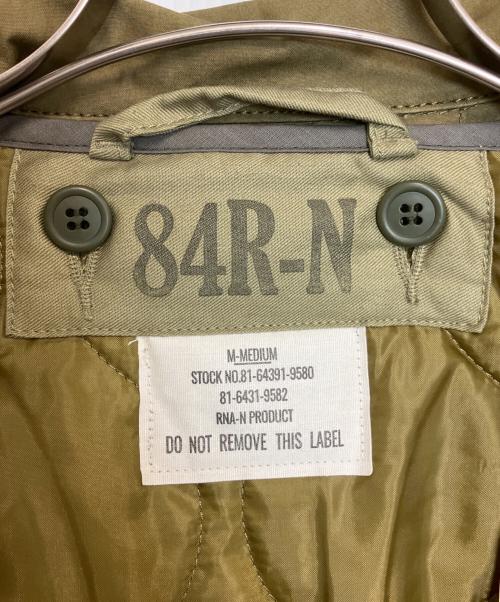 84R-N
M-MEDIUM
STOCK NO.81-64391-9580
81-6431-9582
RNA-N PRODUCT
DO NOT REMOVE THIS LABEL